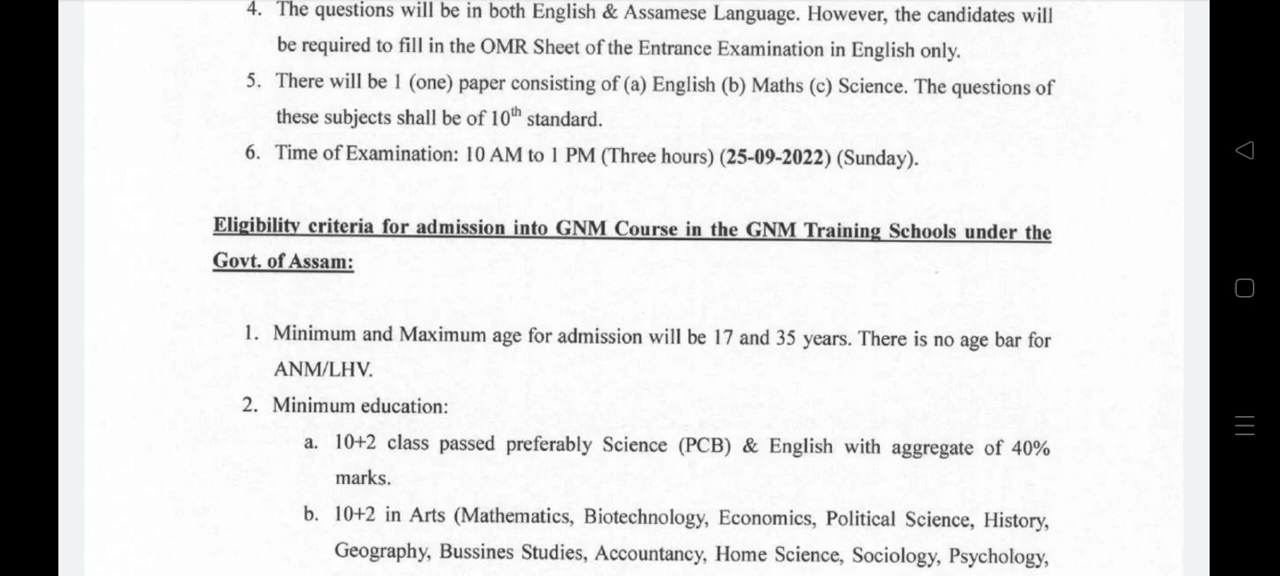 4. The questions will be in both English & Assamese Language. However, the candidates will
be required to fill in the OMR Sheet of the Entrance Examination in English only.
5. There will be 1 (one) paper consisting of (a) English (b) Maths (c) Science. The questions of
these subjects shall be of 10th standard.
6. Time of Examination: 10 AM to 1 PM (Three hours) (25-09-2022) (Sunday).
Eligibility criteria for admission into GNM Course in the GNM Training Schools under the
Govt. of Assam:
1. Minimum and Maximum age for admission will be 17 and 35 years. There is no age bar for
ANM/LHV.
2. Minimum education:
a. 10+2 class passed preferably Science (PCB) & English with aggregate of 40%
marks.
b. 10+2 in Arts (Mathematics, Biotechnology, Economics, Political Science, History,
Geography, Bussines Studies, Accountancy, Home Science, Sociology, Psychology,